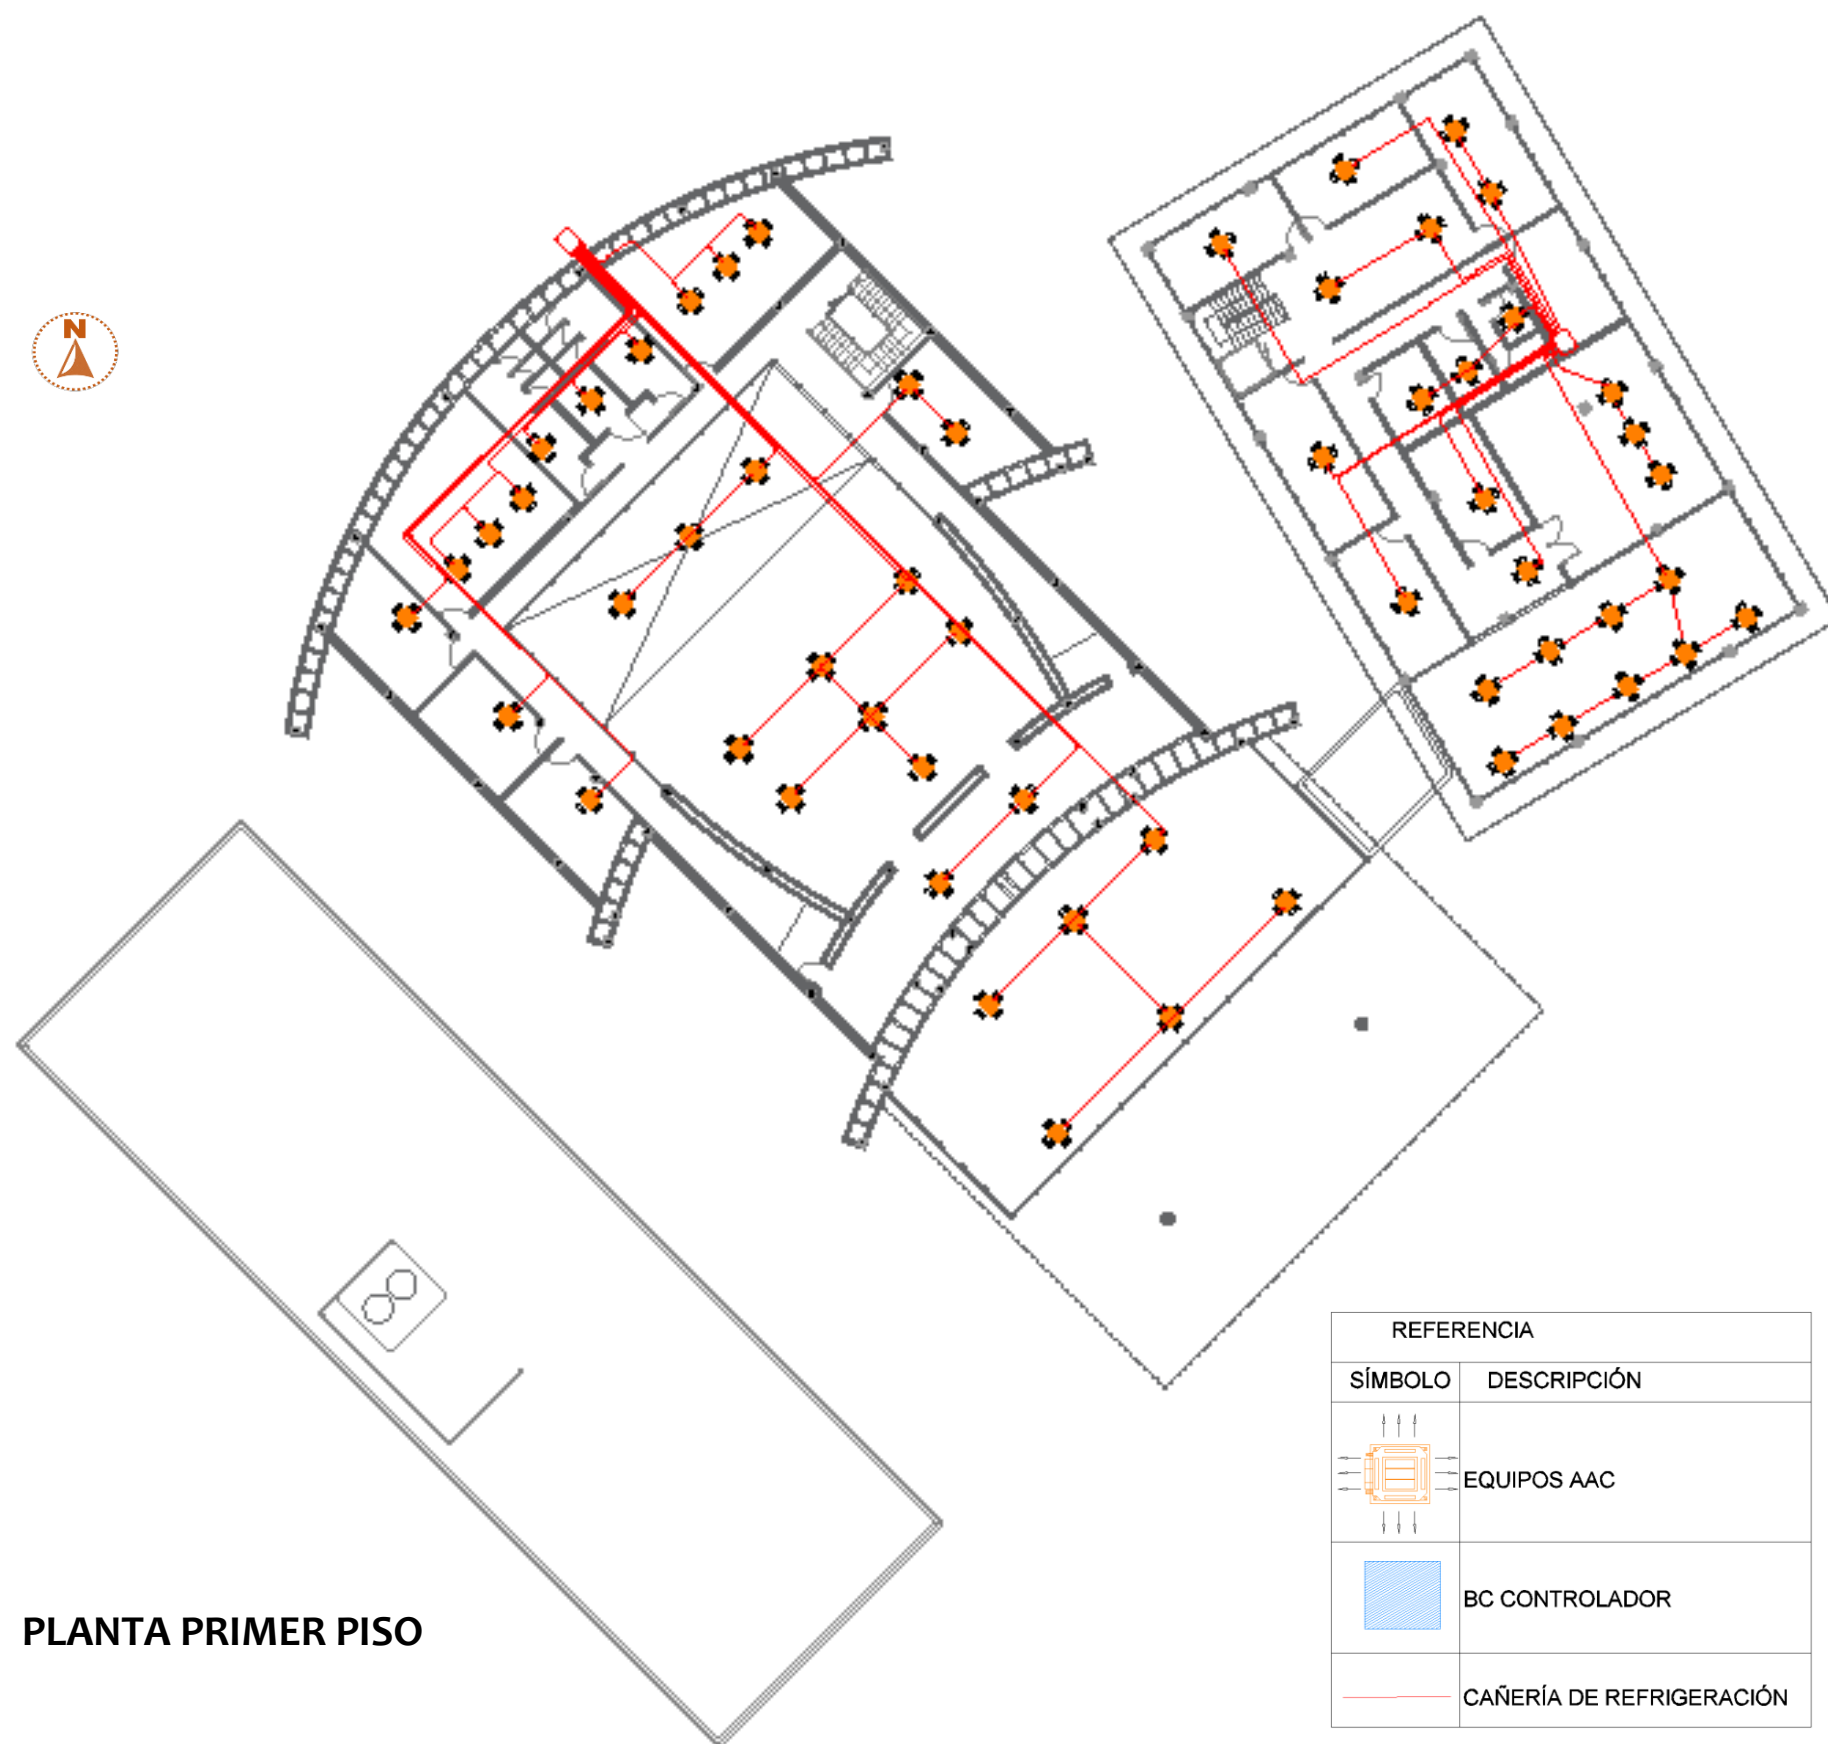 N
REFERENCIA
SÍMBOLO DESCRIPCIÓN
EQUIPOS AAC
BC CONTROLADOR
CAÑERÍA DE REFRIGERACIÓN
PLANTA PRIMER PISO